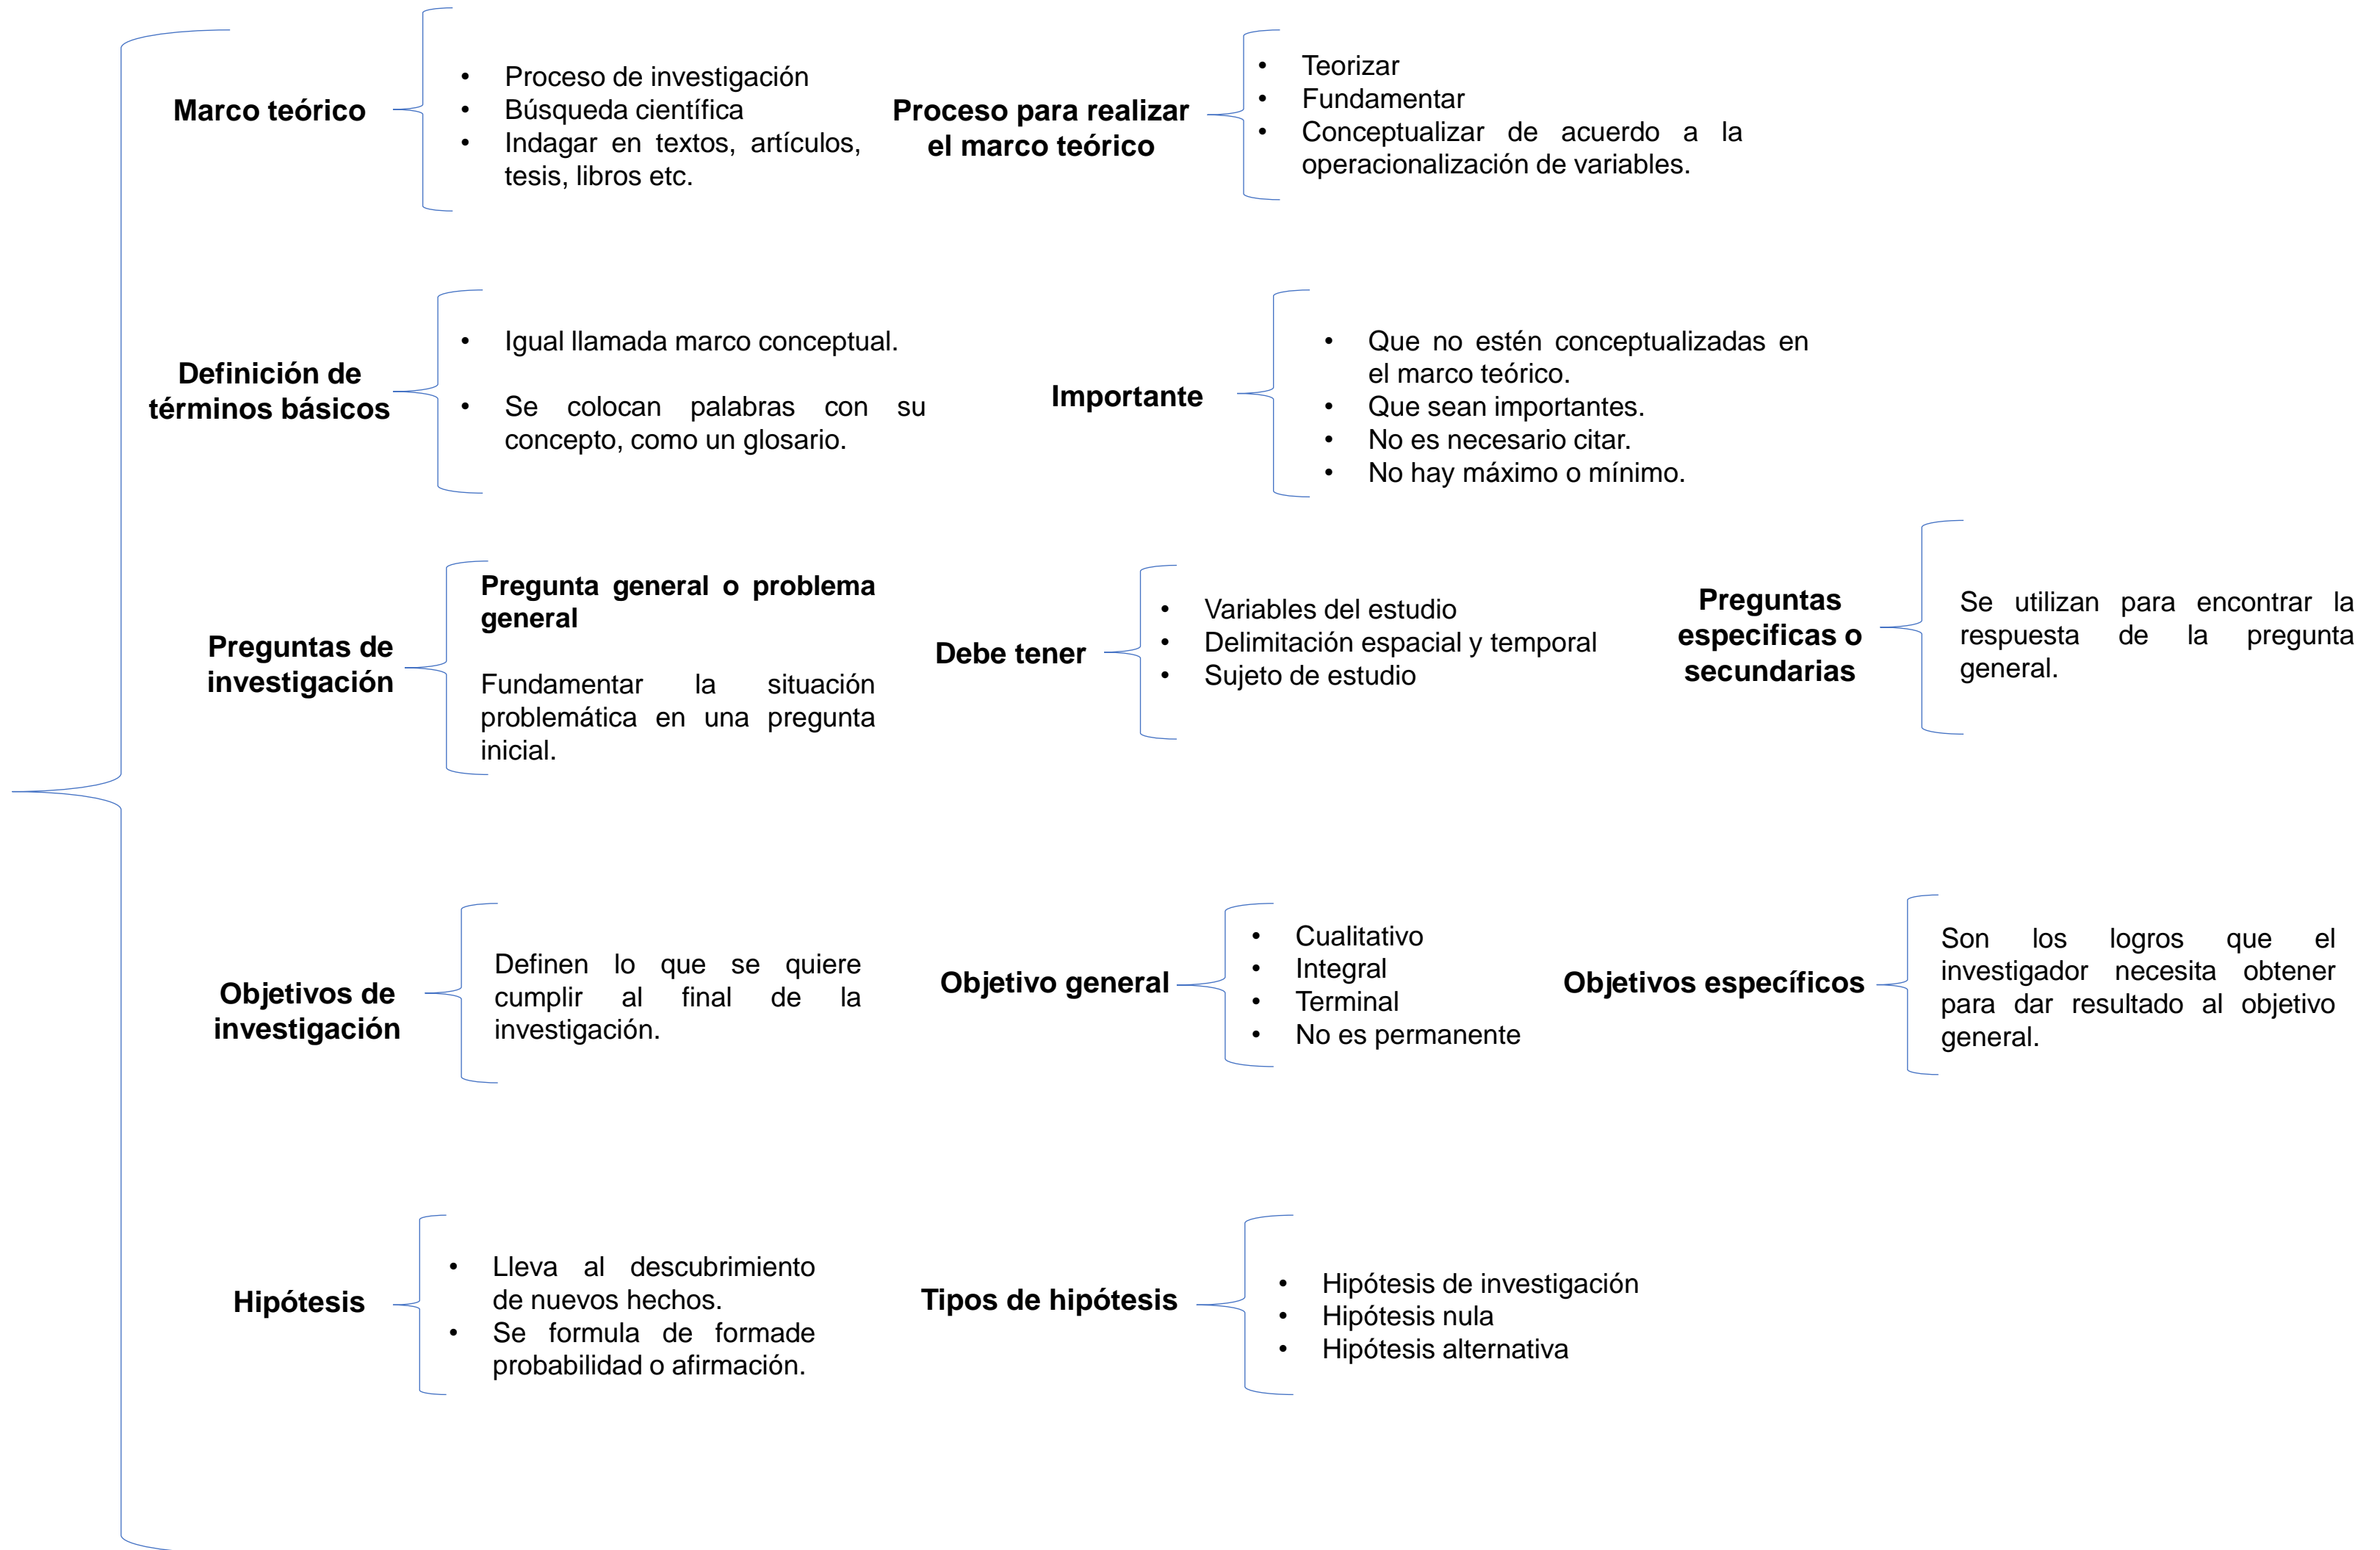 Marco teórico
• Proceso de investigación
• Búsqueda científica
• Indagar en textos, artículos,
tesis, libros etc.
Proceso para realizar
el marco teórico
• Teorizar
• Fundamentar
• Conceptualizar de acuerdo a la
operacionalización de variables.
Definición de
términos básicos
• Igual llamada marco conceptual.
• Se colocan palabras con su
concepto, como un glosario.
Importante
• Que no estén conceptualizadas en
el marco teórico.
• Que sean importantes.
• No es necesario citar.
• No hay máximo o mínimo.
Preguntas de
investigación
Pregunta general o problema
general
Fundamentar la situación
problemática en una pregunta
inicial.
Debe tener
• Variables del estudio
• Delimitación espacial y temporal
• Sujeto de estudio
Preguntas
especificas o
secundarias
Se utilizan para encontrar la
respuesta de la pregunta
general.
Objetivos de
investigación
Definen lo que se quiere
cumplir al final de la
investigación.
Objetivo general
• Cualitativo
• Integral
• Terminal
• No es permanente
Objetivos específicos
Son los logros que el
investigador necesita obtener
para dar resultado al objetivo
general.
Hipótesis
• Lleva al descubrimiento
de nuevos hechos.
• Se formula de formade
probabilidad o afirmación.
Tipos de hipótesis
• Hipótesis de investigación
• Hipótesis nula
• Hipótesis alternativa